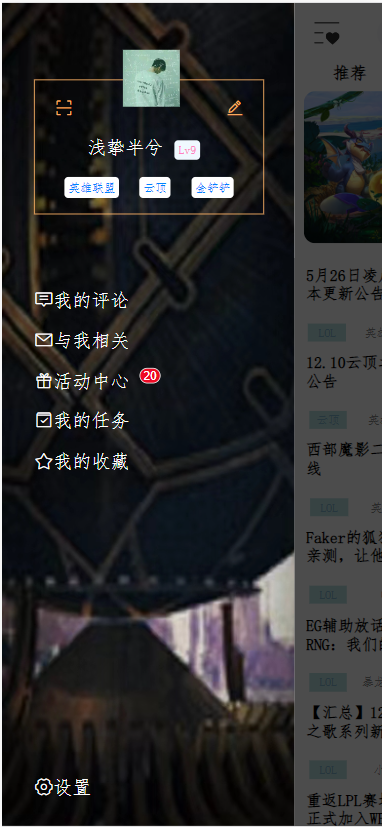 浅挚半兮 Lv9
英雄联盟 云顶 金铲铲
我的评论
与我相关
活动中心 20
我的任务
我的收藏
设置
推荐
5月26日凌
本更新公告
LOL 英
12.10云顶
公告
云顶 英
西部魔影二
线
LOL 英
Faker的狐
亲测，让他
LOL
EG辅助放话
RNG：我们
LOL
【汇总】12
之歌系列新
LOL
重返LPL赛
正式加入W